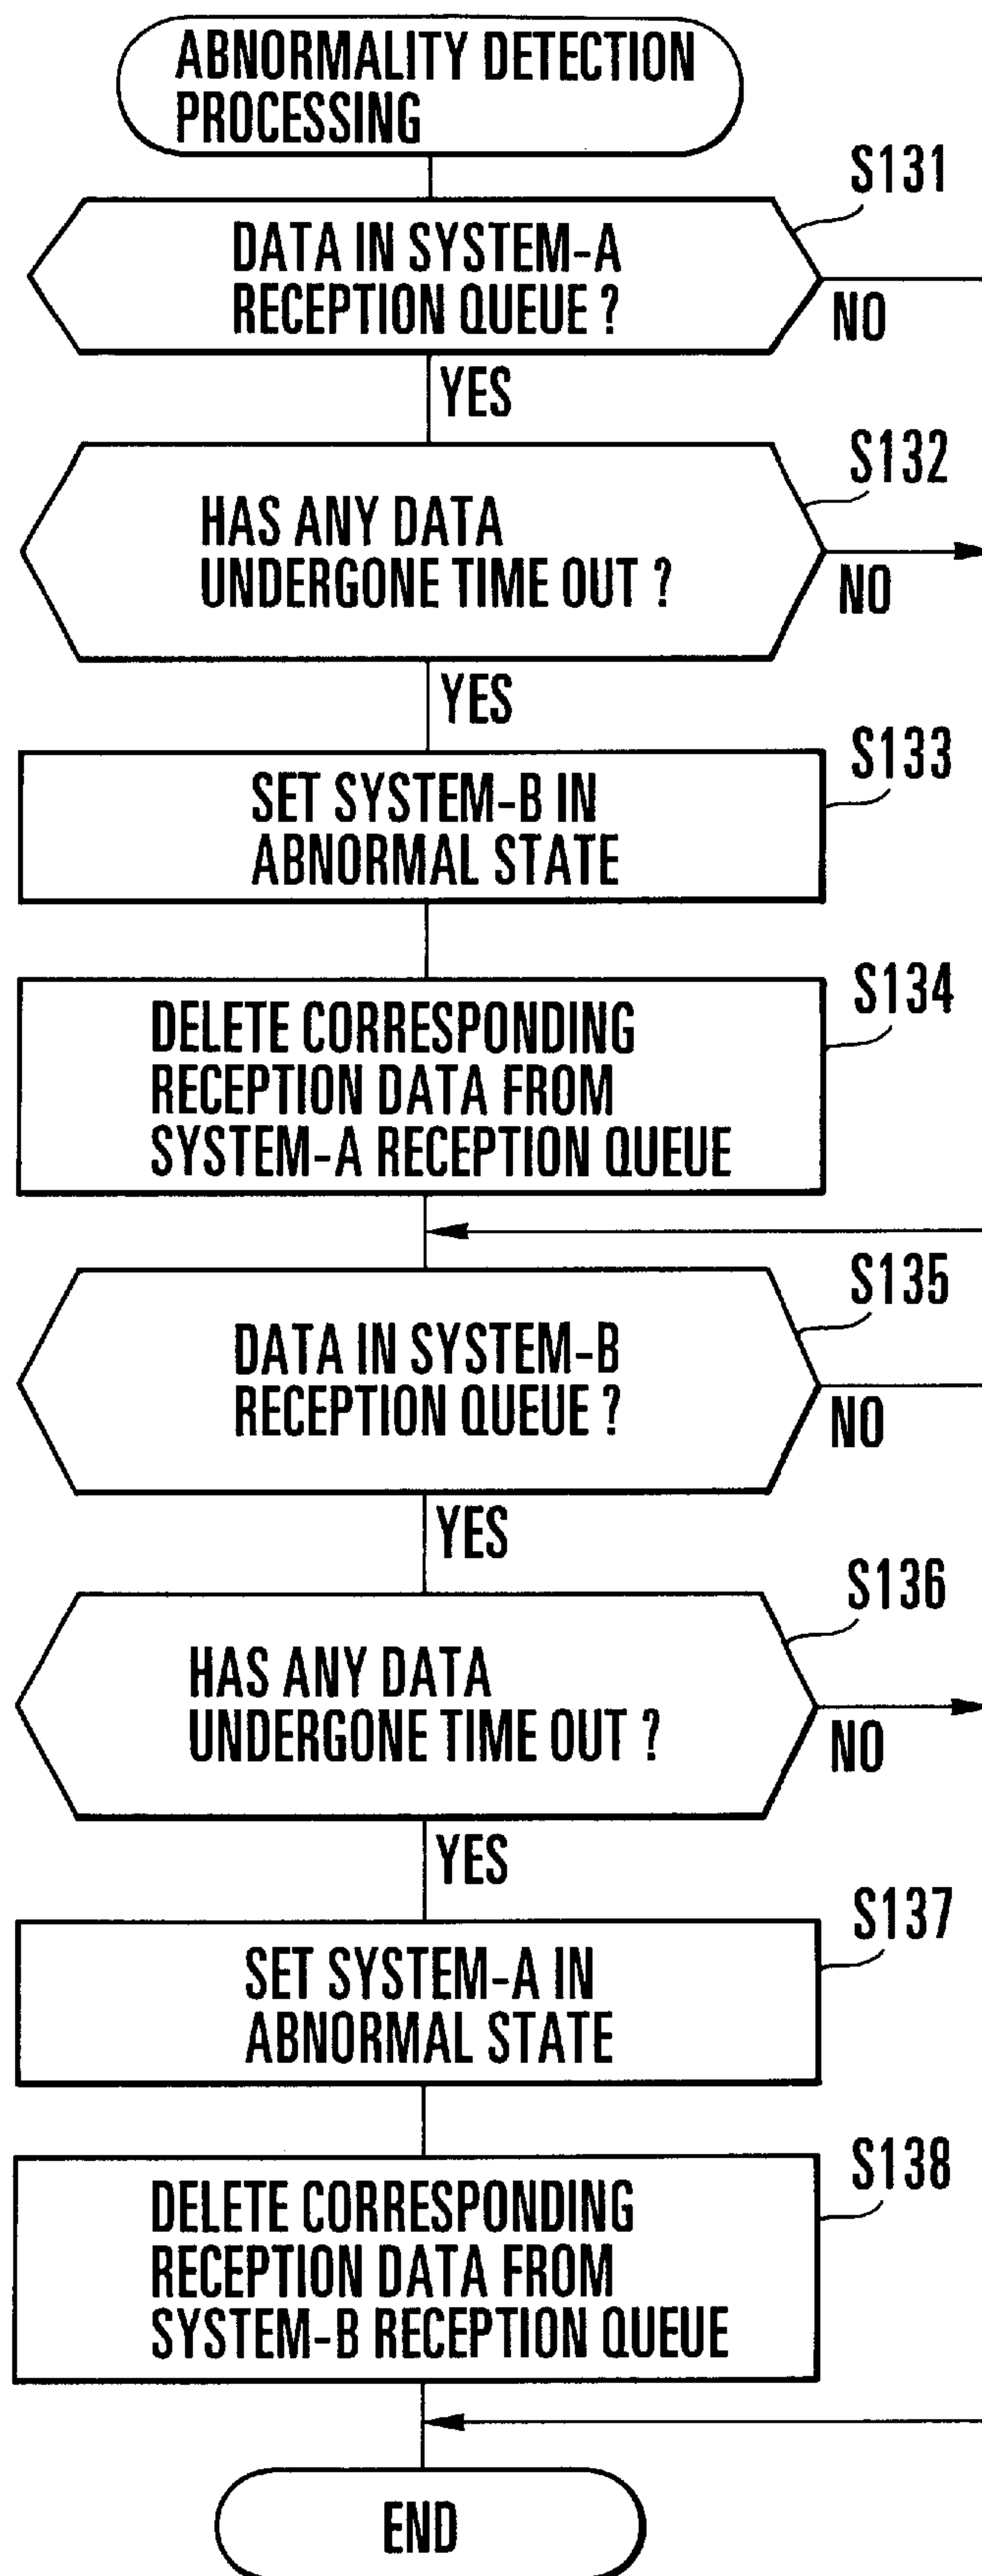 ABNORMALITY DETECTION
PROCESSING
S131
DATA IN SYSTEM-A
RECEPTION QUEUE ?
NO
YES
S132
HAS ANY DATA
UNDERGONE TIME OUT ?
NO
YES
S133
SET SYSTEM-B IN
ABNORMAL STATE
S134
DELETE CORRESPONDING
RECEPTION DATA FROM
SYSTEM-A RECEPTION QUEUE
S135
DATA IN SYSTEM-B
RECEPTION QUEUE ?
NO
YES
S136
HAS ANY DATA
UNDERGONE TIME OUT ?
NO
YES
S137
SET SYSTEM-A IN
ABNORMAL STATE
S138
DELETE CORRESPONDING
RECEPTION DATA FROM
SYSTEM-B RECEPTION QUEUE
END